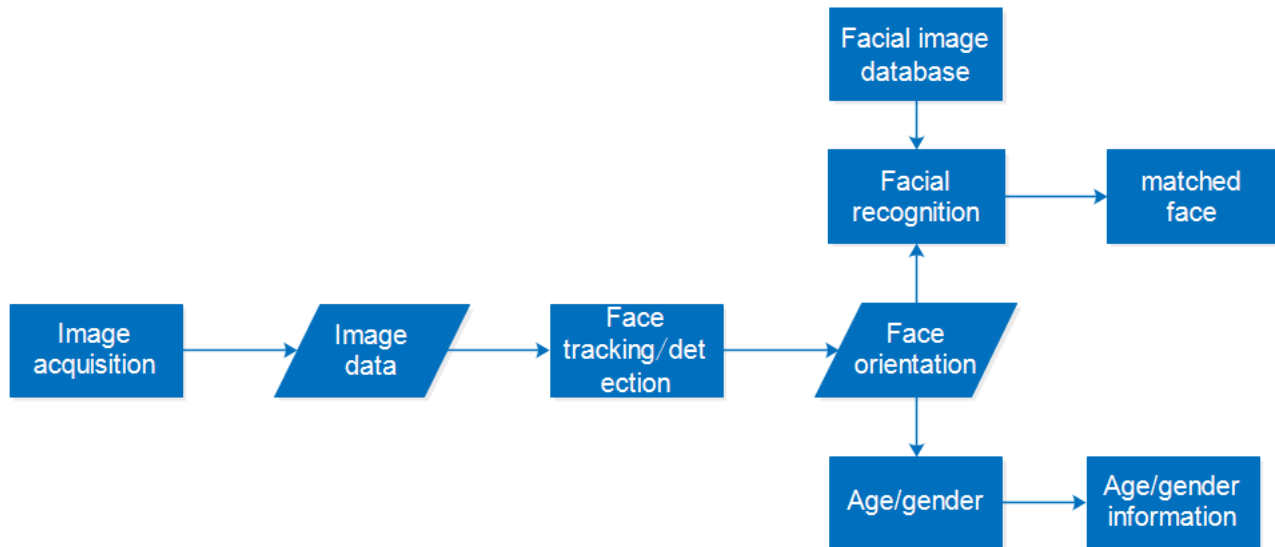 Facial image
database
Facial
recognition
matched
face
Image
acquisition
Image
data
Face
tracking/det
ection
Face
orientation
Age/gender
Age/gender
information